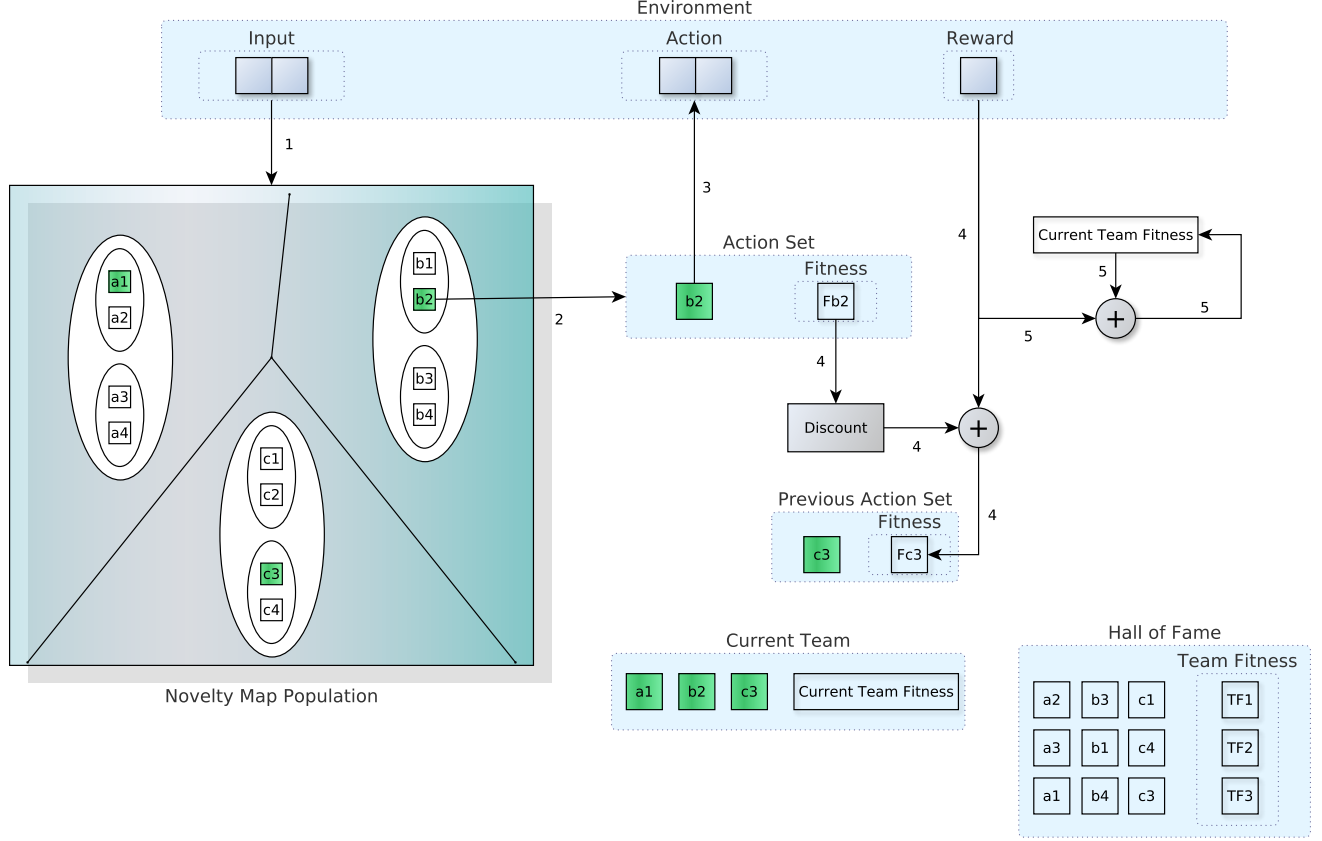 Environment
Input
Action
Reward
1
3
4
Current Team Fitness
5
5
5
+
a1
a2
a3
a4
b1
b2
b3
b4
2
c1
c2
c3
c4
Novelty Map Population
Action Set
Fitness
b2
Fb2
4
Discount
4
+
4
Previous Action Set
Fitness
c3
Fc3
Current Team
a1 b2 c3 Current Team Fitness
Hall of Fame
Team Fitness
a2 b3 c1 TF1
a3 b1 c4 TF2
a1 b4 c3 TF3